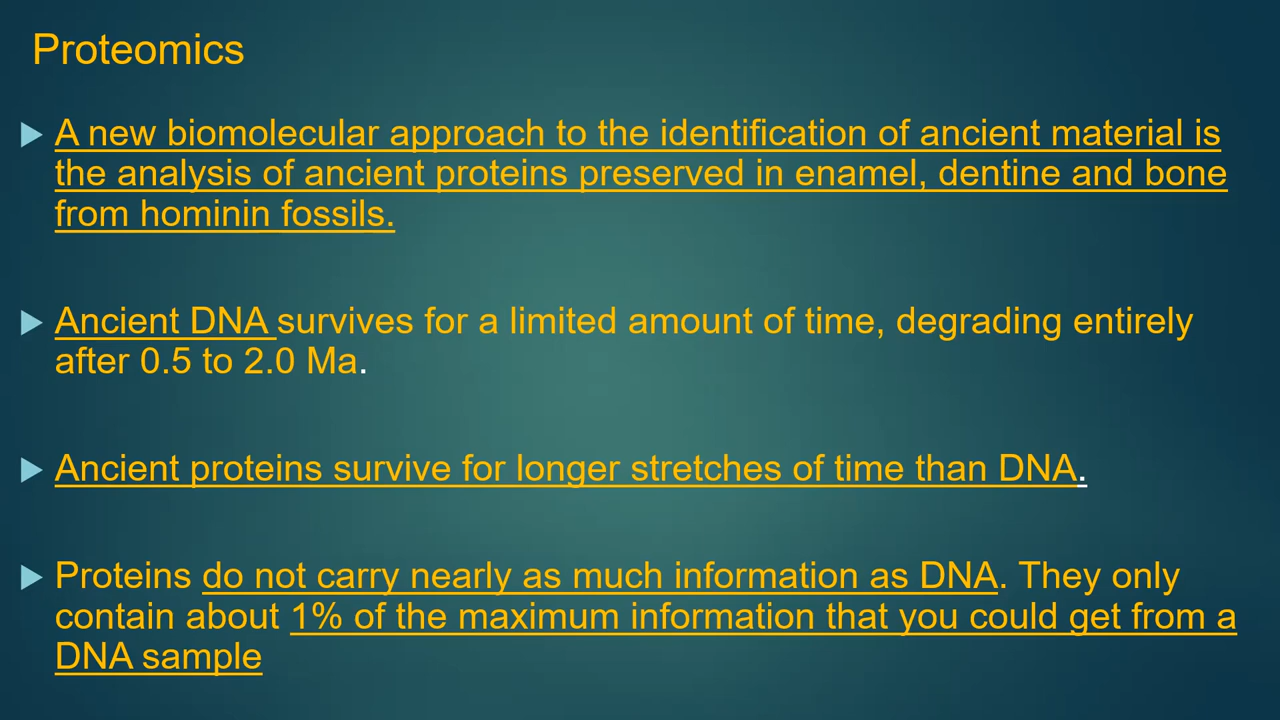 Proteomics
A new biomolecular approach to the identification of ancient material is
the analysis of ancient proteins preserved in enamel, dentine and bone
from hominin fossils.
Ancient DNA survives for a limited amount of time, degrading entirely
after 0.5 to 2.0 Ma.
Ancient proteins survive for longer stretches of time than DNA.
Proteins do not carry nearly as much information as DNA. They only
contain about 1% of the maximum information that you could get from a
DNA sample